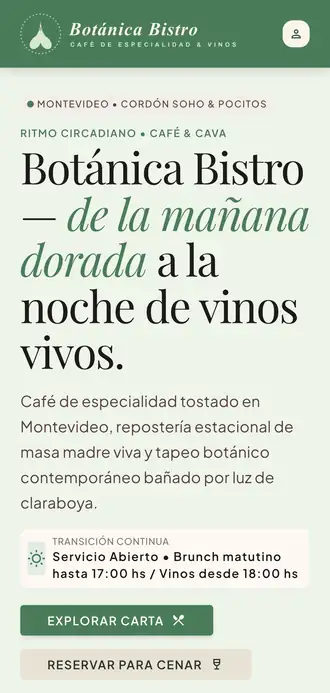 Botánica Bistro
CAFÉ DE ESPECIALIDAD & VINOS
MONTEVIDEO • CORDÓN SOHO & POCITOS
RITMO CIRCADIANO • CAFÉ & CAVA
Botánica Bistro
— de la mañana
dorada a la
noche de vinos
vivos.
Café de especialidad tostado en
Montevideo, repostería estacional de
masa madre viva y tapeo botánico
contemporáneo bañado por luz de
claraboya.
TRANSICIÓN CONTINUA
Servicio Abierto • Brunch matutino
hasta 17:00 hs / Vinos desde 18:00 hs
EXPLORAR CARTA
RESERVAR PARA CENAR